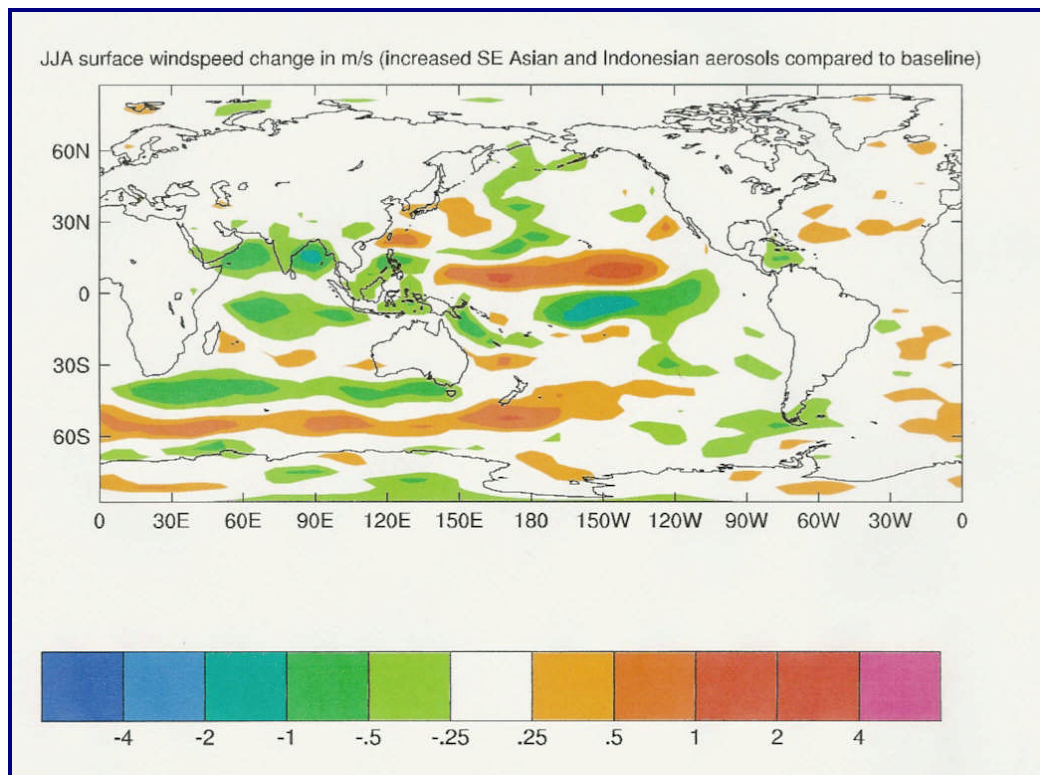 JJA surface windspeed change in m/s (increased SE Asian and Indonesian aerosols compared to baseline)
60N
30N
0
30S
60S
0 30E 60E 90E 120E 150E 180 150W 120W 90W 60W 30W 0
-4 -2 -1 -.5 -.25 .25 .5 1 2 4